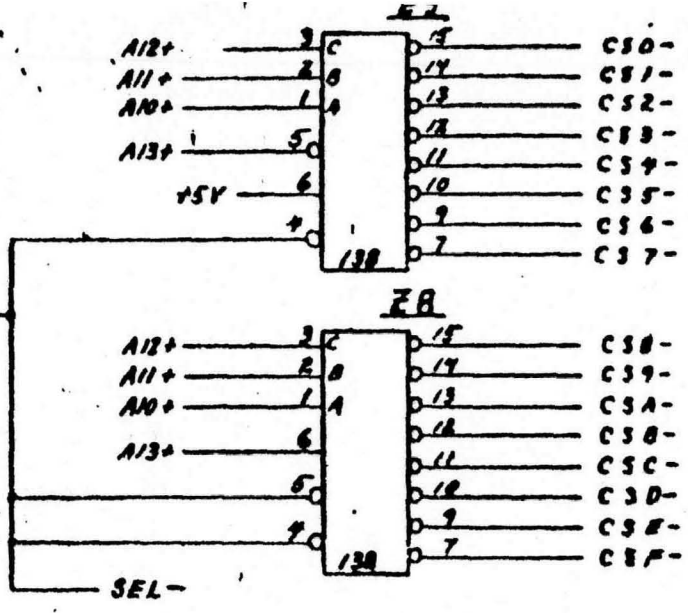 A12+ 3 C 15 CS0-
A11+ 2 B 14 CS1-
A10+ 1 A 13 CS2-
12 CS3-
A13+ 5 11 CS4-
+5V 6 10 CS5-
9 CS6-
4 7 CS7-
138
Z8
A12+ 3 C 15 CS8-
A11+ 2 B 14 CS9-
A10+ 1 A 13 CSA-
12 CSB-
A13+ 6 11 CSC-
5 10 CSD-
9 CSE-
4 7 CSF-
138
SEL-